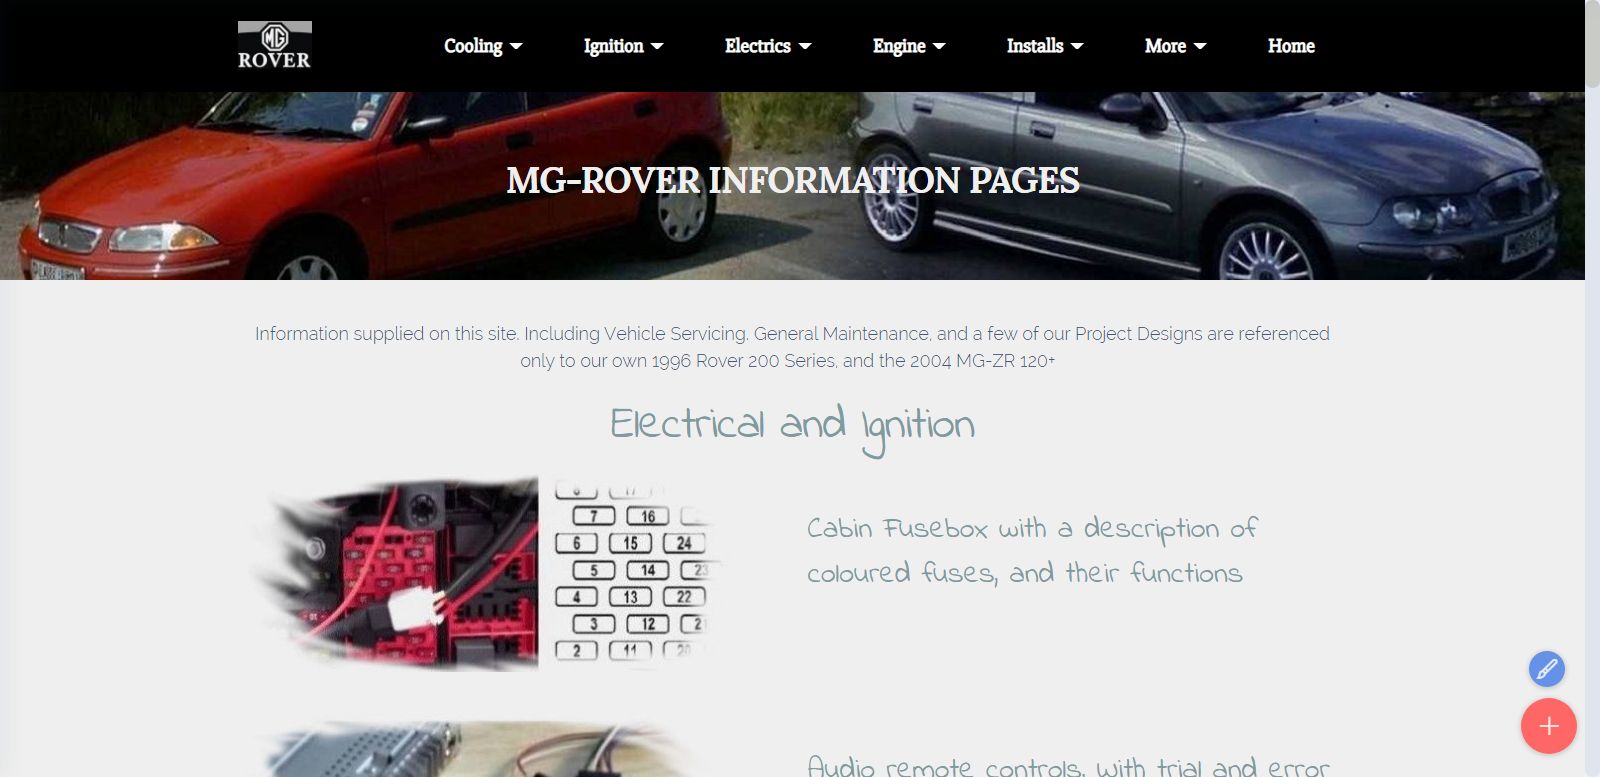 MG
ROVER
Cooling
Ignition
Electrics
Engine
Installs
More
Home
MG-ROVER INFORMATION PAGES
Information supplied on this site. Including Vehicle Servicing. General Maintenance, and a few of our Project Designs are referenced
only to our own 1996 Rover 200 Series, and the 2004 MG-ZR 120+
Electrical and Ignition
7 16
6 15 24
5 14 23
4 13 22
3 12
2 11 20
Cabin Fusebox with a description of
coloured fuses, and their functions
Audio remote controls, with trial and error